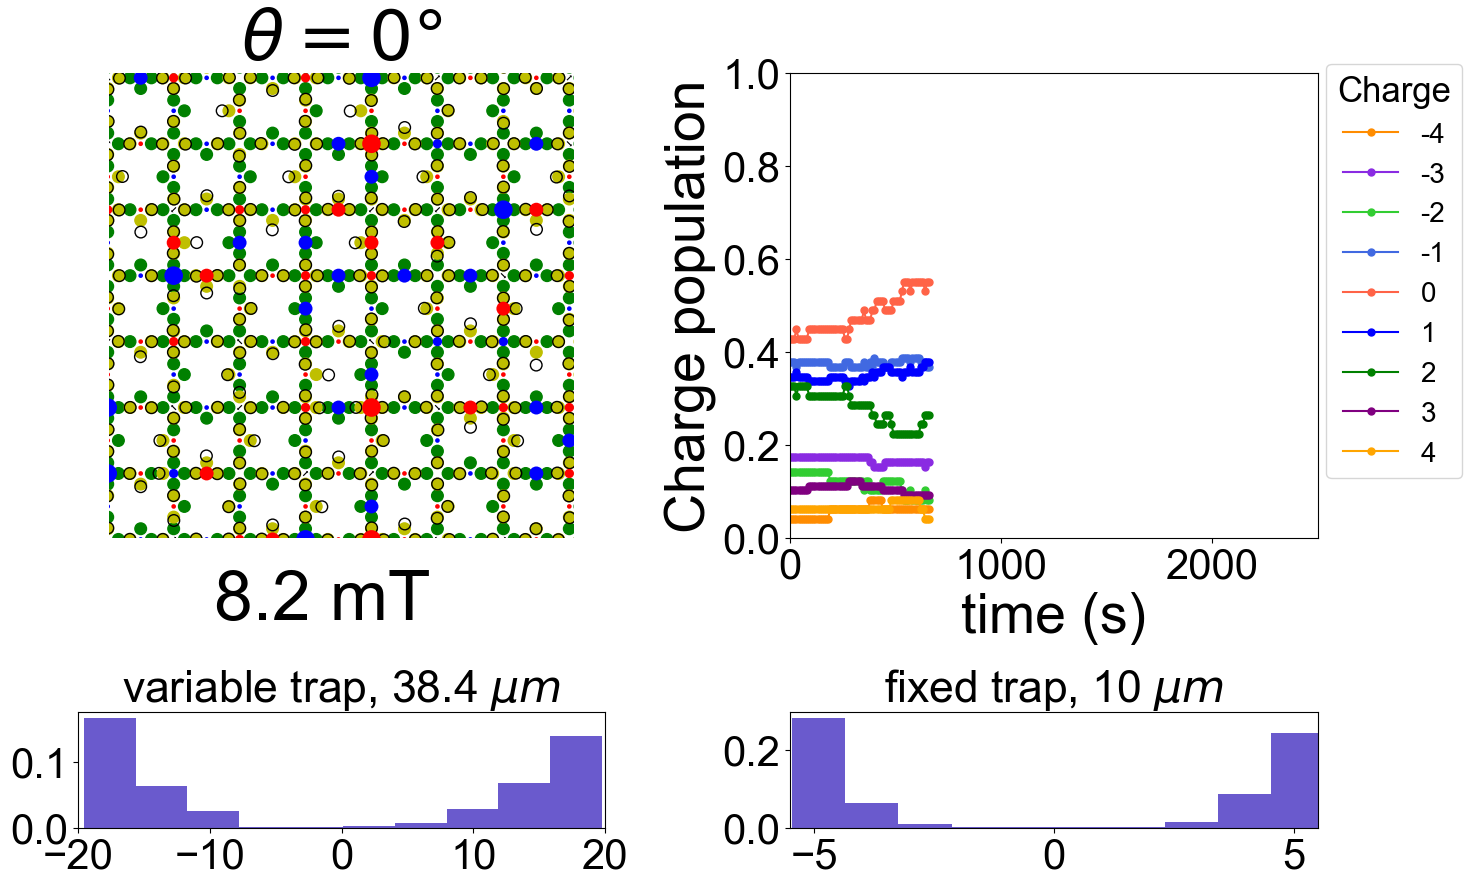 θ = 0°
8.2 mT
Charge population
1.0
0.8
0.6
0.4
0.2
0.0
0 1000 2000
time (s)
Charge
-4
-3
-2
-1
0
1
2
3
4
variable trap, 38.4 μm
0.1
0.0
−20 −10 0 10 20
fixed trap, 10 μm
0.2
0.0
−5 0 5